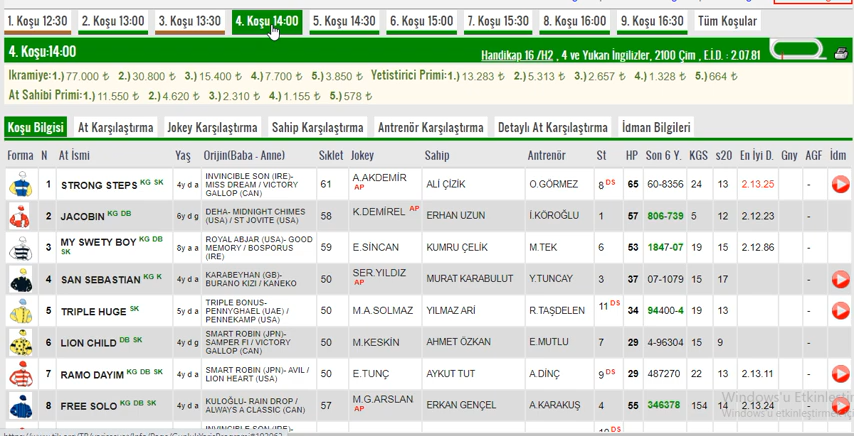 1. Koşu 12:30 2. Koşu 13:00 3. Koşu 13:30 4. Koşu 14:00 5. Koşu 14:30 6. Koşu 15:00 7. Koşu 15:30 8. Koşu 16:00 9. Koşu 16:30 Tüm Koşular
4. Koşu:14:00 Handikap 16 /H2 , 4 ve Yukarı İngilizler, 2100 Çim , E.İ.D. : 2.07.81
Ikramiye:1.) 77.000 ₺ 2.) 30.800 ₺ 3.) 15.400 ₺ 4.) 7.700 ₺ 5.) 3.850 ₺ Yetistirici Primi:1.) 13.283 ₺ 2.) 5.313 ₺ 3.) 2.657 ₺ 4.) 1.328 ₺ 5.) 664 ₺
At Sahibi Primi:1.) 11.550 ₺ 2.) 4.620 ₺ 3.) 2.310 ₺ 4.) 1.155 ₺ 5.) 578 ₺
Koşu Bilgisi At Karşılaştırma Jokey Karşılaştırma Sahip Karşılaştırma Antrenör Karşılaştırma Detaylı At Karşılaştırma İdman Bilgileri
Forma N At İsmi Yaş Orijin(Baba - Anne) Sıklet Jokey Sahip Antrenör St HP Son 6 Y. KGS s20 En İyi D. Gny AGF İdm
1 STRONG STEPS KG SK 4y d a INVINCIBLE SON (IRE)- MISS DREAM / VICTORY GALLOP (CAN) 61 A.AKDEMİR AP ALİ ÇİZİK O.GÖRMEZ 8 DS 65 60-8356 24 13 2.13.25 -
2 JACOBIN KG DB 6y d g DEHA- MIDNIGHT CHIMES (USA) / ST JOVITE (USA) 58 K.DEMİREL AP ERHAN UZUN İ.KÖROĞLU 1 57 806-739 5 12 2.12.23 -
3 MY SWETY BOY KG DB SK 8y a a ROYAL ABJAR (USA)- GOOD MEMORY / BOSPORUS (IRE) 59 E.SİNCAN KUMRU ÇELİK M.TEK 6 53 1847-07 19 15 2.12.86 -
4 SAN SEBASTIAN KG K 4y d a KARABEYHAN (GB)- BURANO KIZI / KANEKO 50 SER.YILDIZ AP MURAT KARABULUT Y.TUNCAY 3 37 07-1079 15 17 -
5 TRIPLE HUGE SK 5y d a TRIPLE BONUS- PENNYGHAEL (UAE) / PENNEKAMP (USA) 50 M.A.SOLMAZ YILMAZ ARİ R.TAŞDELEN 11 DS 34 94400-4 19 13 -
6 LION CHILD DB SK 4y d a SMART ROBIN (JPN)- SAMPER FI / VICTORY GALLOP (CAN) 50 M.KESKİN AHMET ÖZKAN E.MUTLU 7 29 4-96304 15 9 -
7 RAMO DAYIM KG DB SK 4y d a SMART ROBIN (JPN)- AVIL / LION HEART (USA) 50 E.TUNÇ AYKUT TUT A.DİNÇ 9 DS 29 487270 22 13 2.13.11 -
8 FREE SOLO KG DB SK 4y a a KULOĞLU- RAIN DROP / ALWAYS A CLASSIC (CAN) 57 M.G.ARSLAN AP ERKAN GENÇEL A.KARAKUŞ 4 55 346378 154 14 2.13.24 -
Windows'u Etkinleştir